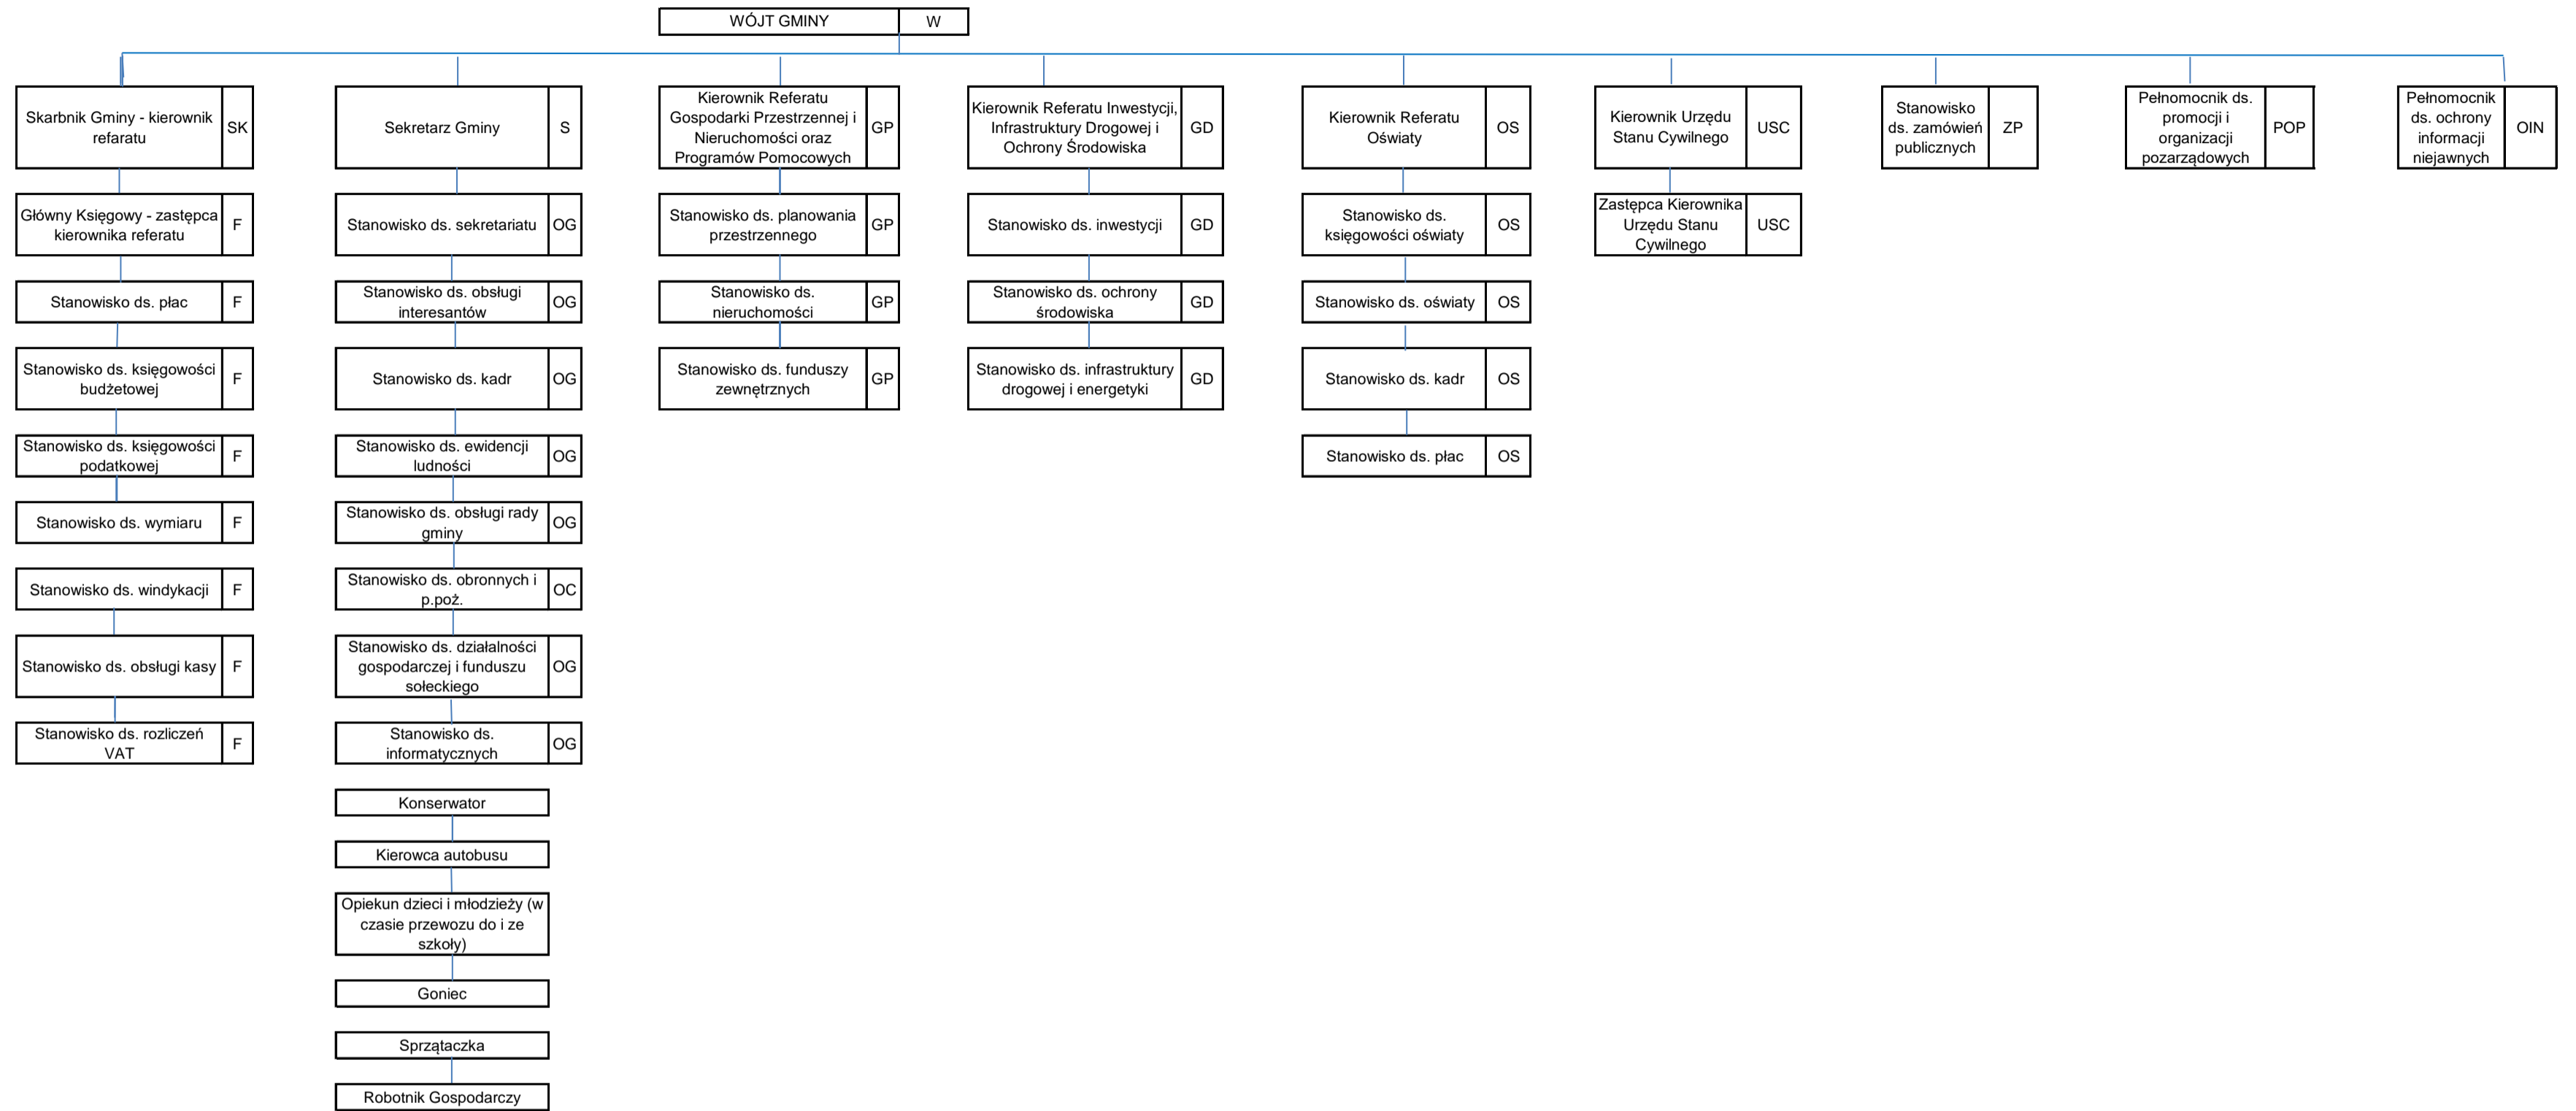 WÓJT GMINY
W
Skarbnik Gminy - kierownik
refaratu
SK
Sekretarz Gminy
S
Kierownik Referatu
Gospodarki Przestrzennej i
Nieruchomości oraz
Programów Pomocowych
GP
Kierownik Referatu Inwestycji,
Infrastruktury Drogowej i
Ochrony Środowiska
GD
Kierownik Referatu
Oświaty
OS
Kierownik Urzędu
Stanu Cywilnego
USC
Stanowisko
ds. zamówień
publicznych
ZP
Pełnomocnik ds.
promocji i
organizacji
pozarządowych
POP
Pełnomocnik
ds. ochrony
informacji
niejawnych
OIN
Główny Księgowy - zastępca
kierownika referatu
F
Stanowisko ds. sekretariatu
OG
Stanowisko ds. planowania
przestrzennego
GP
Stanowisko ds. inwestycji
GD
Stanowisko ds.
księgowości oświaty
OS
Zastępca Kierownika
Urzędu Stanu
Cywilnego
USC
Stanowisko ds. płac
F
Stanowisko ds. obsługi
interesantów
OG
Stanowisko ds.
nieruchomości
GP
Stanowisko ds. ochrony
środowiska
GD
Stanowisko ds. oświaty
OS
Stanowisko ds. księgowości
budżetowej
F
Stanowisko ds. kadr
OG
Stanowisko ds. funduszy
zewnętrznych
GP
Stanowisko ds. infrastruktury
drogowej i energetyki
GD
Stanowisko ds. kadr
OS
Stanowisko ds. księgowości
podatkowej
F
Stanowisko ds. ewidencji
ludności
OG
Stanowisko ds. płac
OS
Stanowisko ds. wymiaru
F
Stanowisko ds. obsługi rady
gminy
OG
Stanowisko ds. windykacji
F
Stanowisko ds. obronnych i
p.poż.
OC
Stanowisko ds. obsługi kasy
F
Stanowisko ds. działalności
gospodarczej i funduszu
sołeckiego
OG
Stanowisko ds. rozliczeń
VAT
F
Stanowisko ds.
informatycznych
OG
Konserwator
Kierowca autobusu
Opiekun dzieci i młodzieży (w
czasie przewozu do i ze
szkoły)
Goniec
Sprzątaczka
Robotnik Gospodarczy